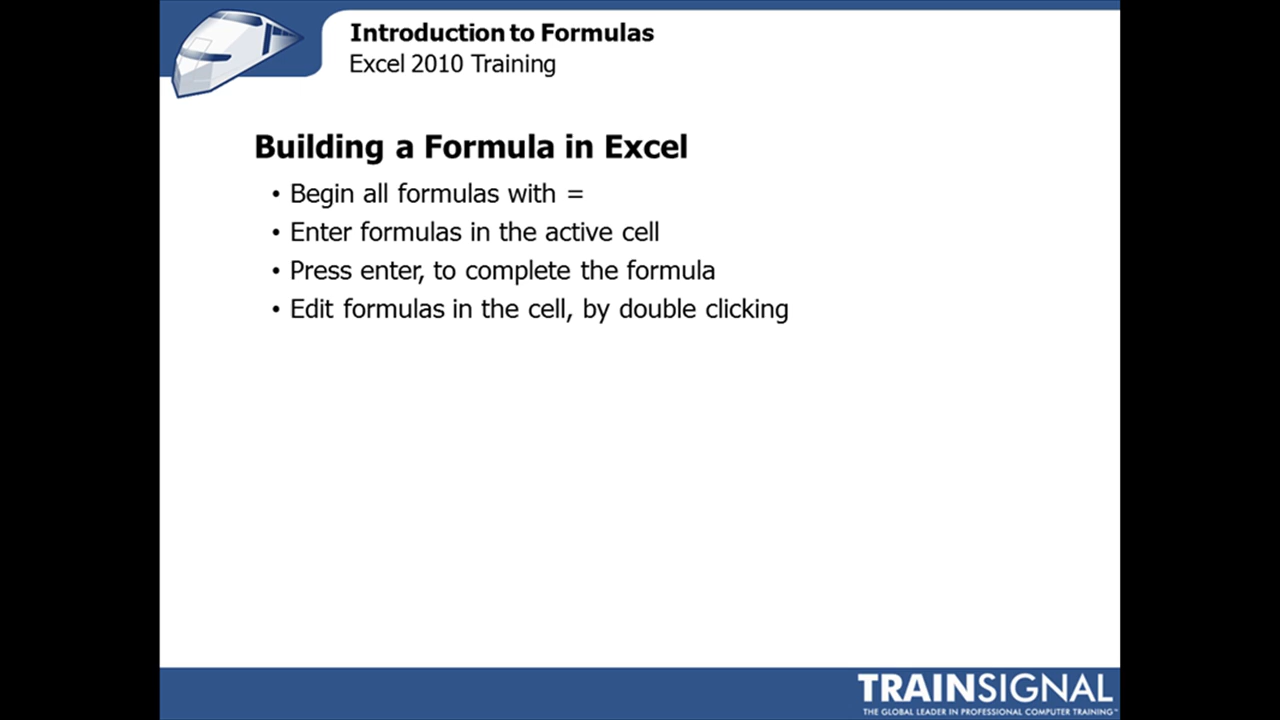 Introduction to Formulas
Excel 2010 Training
Building a Formula in Excel
• Begin all formulas with =
• Enter formulas in the active cell
• Press enter, to complete the formula
• Edit formulas in the cell, by double clicking
TRAINSIGNAL
THE GLOBAL LEADER IN PROFESSIONAL COMPUTER TRAINING™